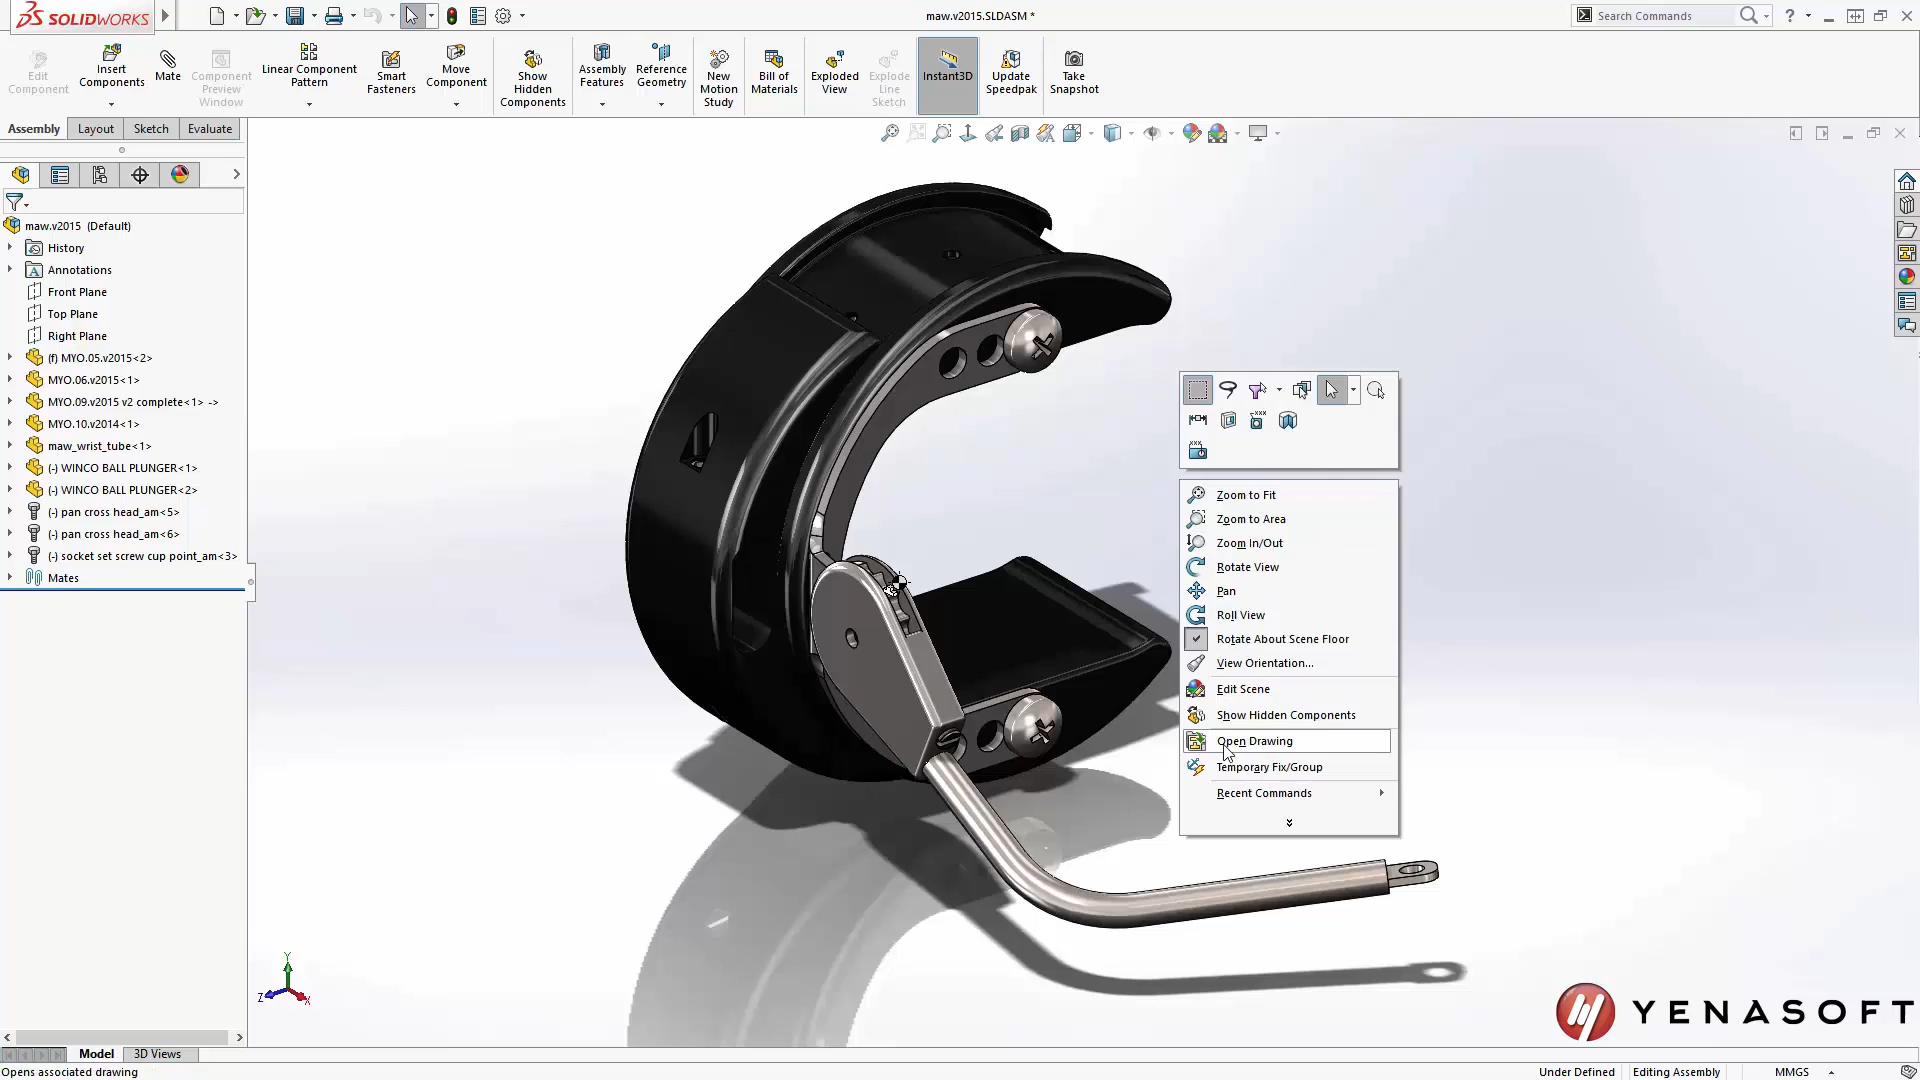 SOLIDWORKS
maw.v2015.SLDASM *
Search Commands
Edit
Component
Insert
Components
Mate
Component
Preview
Window
Linear Component
Pattern
Smart
Fasteners
Move
Component
Show
Hidden
Components
Assembly
Features
Reference
Geometry
New
Motion
Study
Bill of
Materials
Exploded
View
Explode
Line
Sketch
Instant3D
Update
Speedpak
Take
Snapshot
Assembly
Layout
Sketch
Evaluate
maw.v2015 (Default)
History
Annotations
Front Plane
Top Plane
Right Plane
(f) MYO.05.v2015<2>
MYO.06.v2015<1>
MYO.09.v2015 v2 complete<1> ->
MYO.10.v2014<1>
maw_wrist_tube<1>
(-) WINCO BALL PLUNGER<1>
(-) WINCO BALL PLUNGER<2>
(-) pan cross head_am<5>
(-) pan cross head_am<6>
(-) socket set screw cup point_am<3>
Mates
Zoom to Fit
Zoom to Area
Zoom In/Out
Rotate View
Pan
Roll View
Rotate About Scene Floor
View Orientation...
Edit Scene
Show Hidden Components
Open Drawing
Temporary Fix/Group
Recent Commands
Y
Z
X
YENASOFT
Model
3D Views
Opens associated drawing
Under Defined
Editing Assembly
MMGS